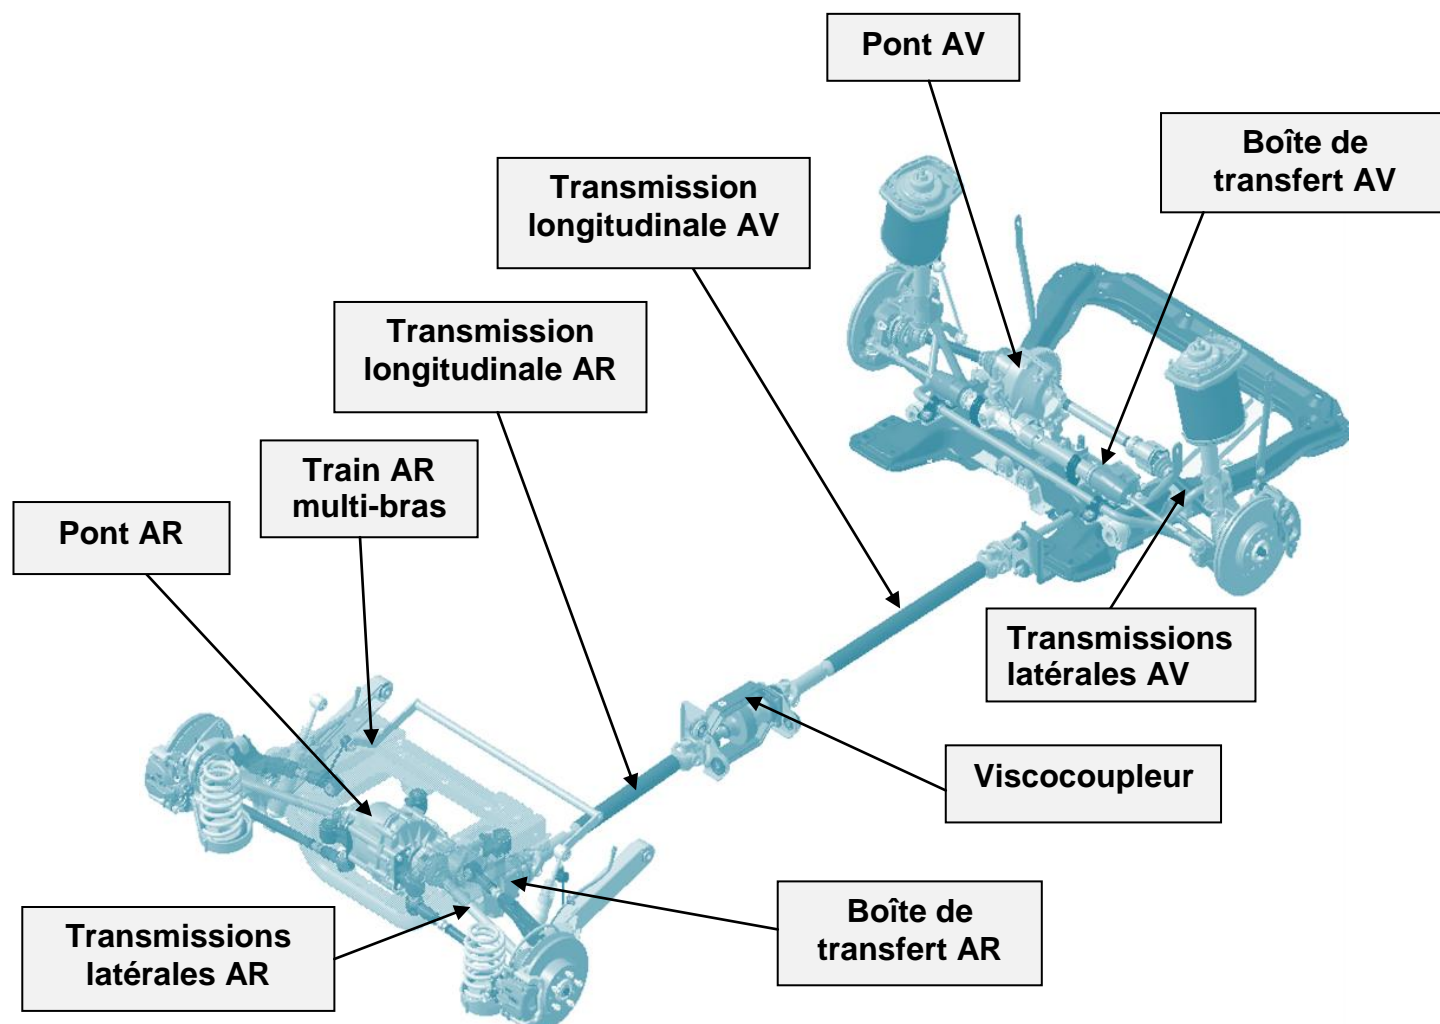 Pont AV
Boîte de
transfert AV
Transmission
longitudinale AV
Transmission
longitudinale AR
Train AR
multi-bras
Pont AR
Transmissions
latérales AV
Viscocoupleur
Boîte de
transfert AR
Transmissions
latérales AR